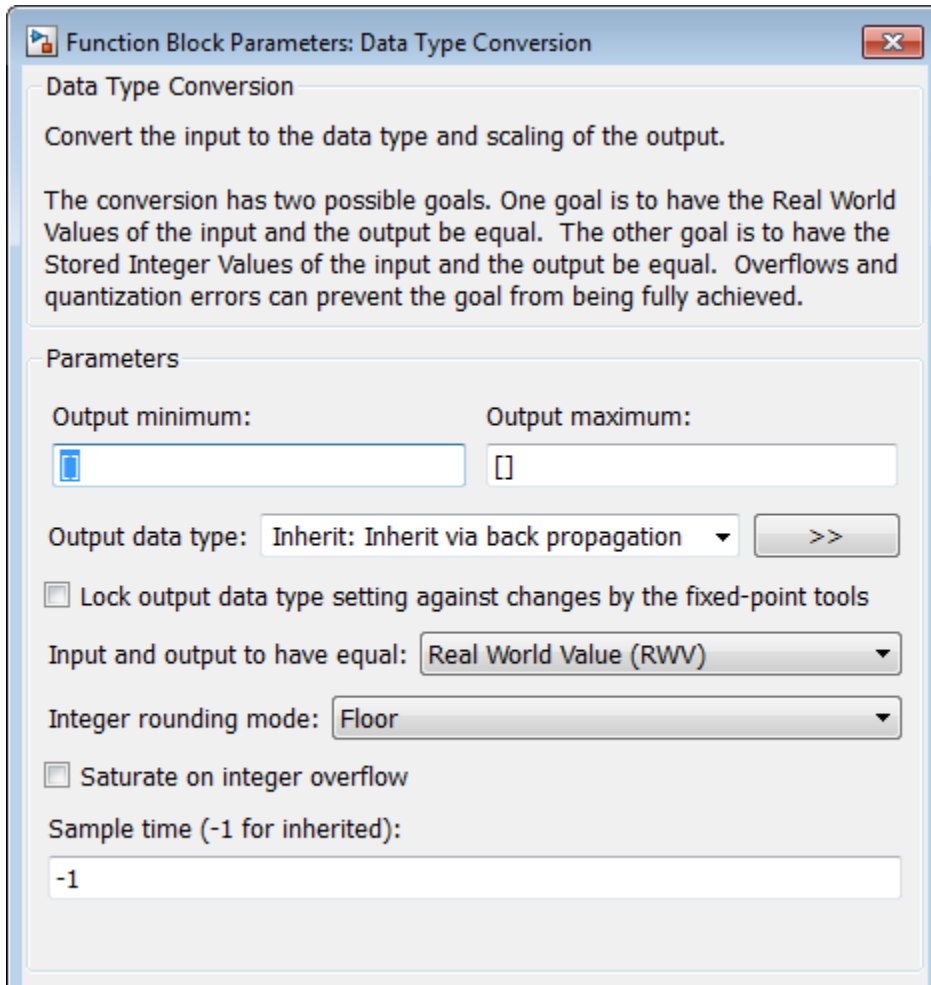 Function Block Parameters: Data Type Conversion
Data Type Conversion
Convert the input to the data type and scaling of the output.
The conversion has two possible goals. One goal is to have the Real World
Values of the input and the output be equal.  The other goal is to have the
Stored Integer Values of the input and the output be equal.  Overflows and
quantization errors can prevent the goal from being fully achieved.
Parameters
Output minimum: Output maximum:
[] []
Output data type: Inherit: Inherit via back propagation >>
Lock output data type setting against changes by the fixed-point tools
Input and output to have equal: Real World Value (RWV)
Integer rounding mode: Floor
Saturate on integer overflow
Sample time (-1 for inherited):
-1